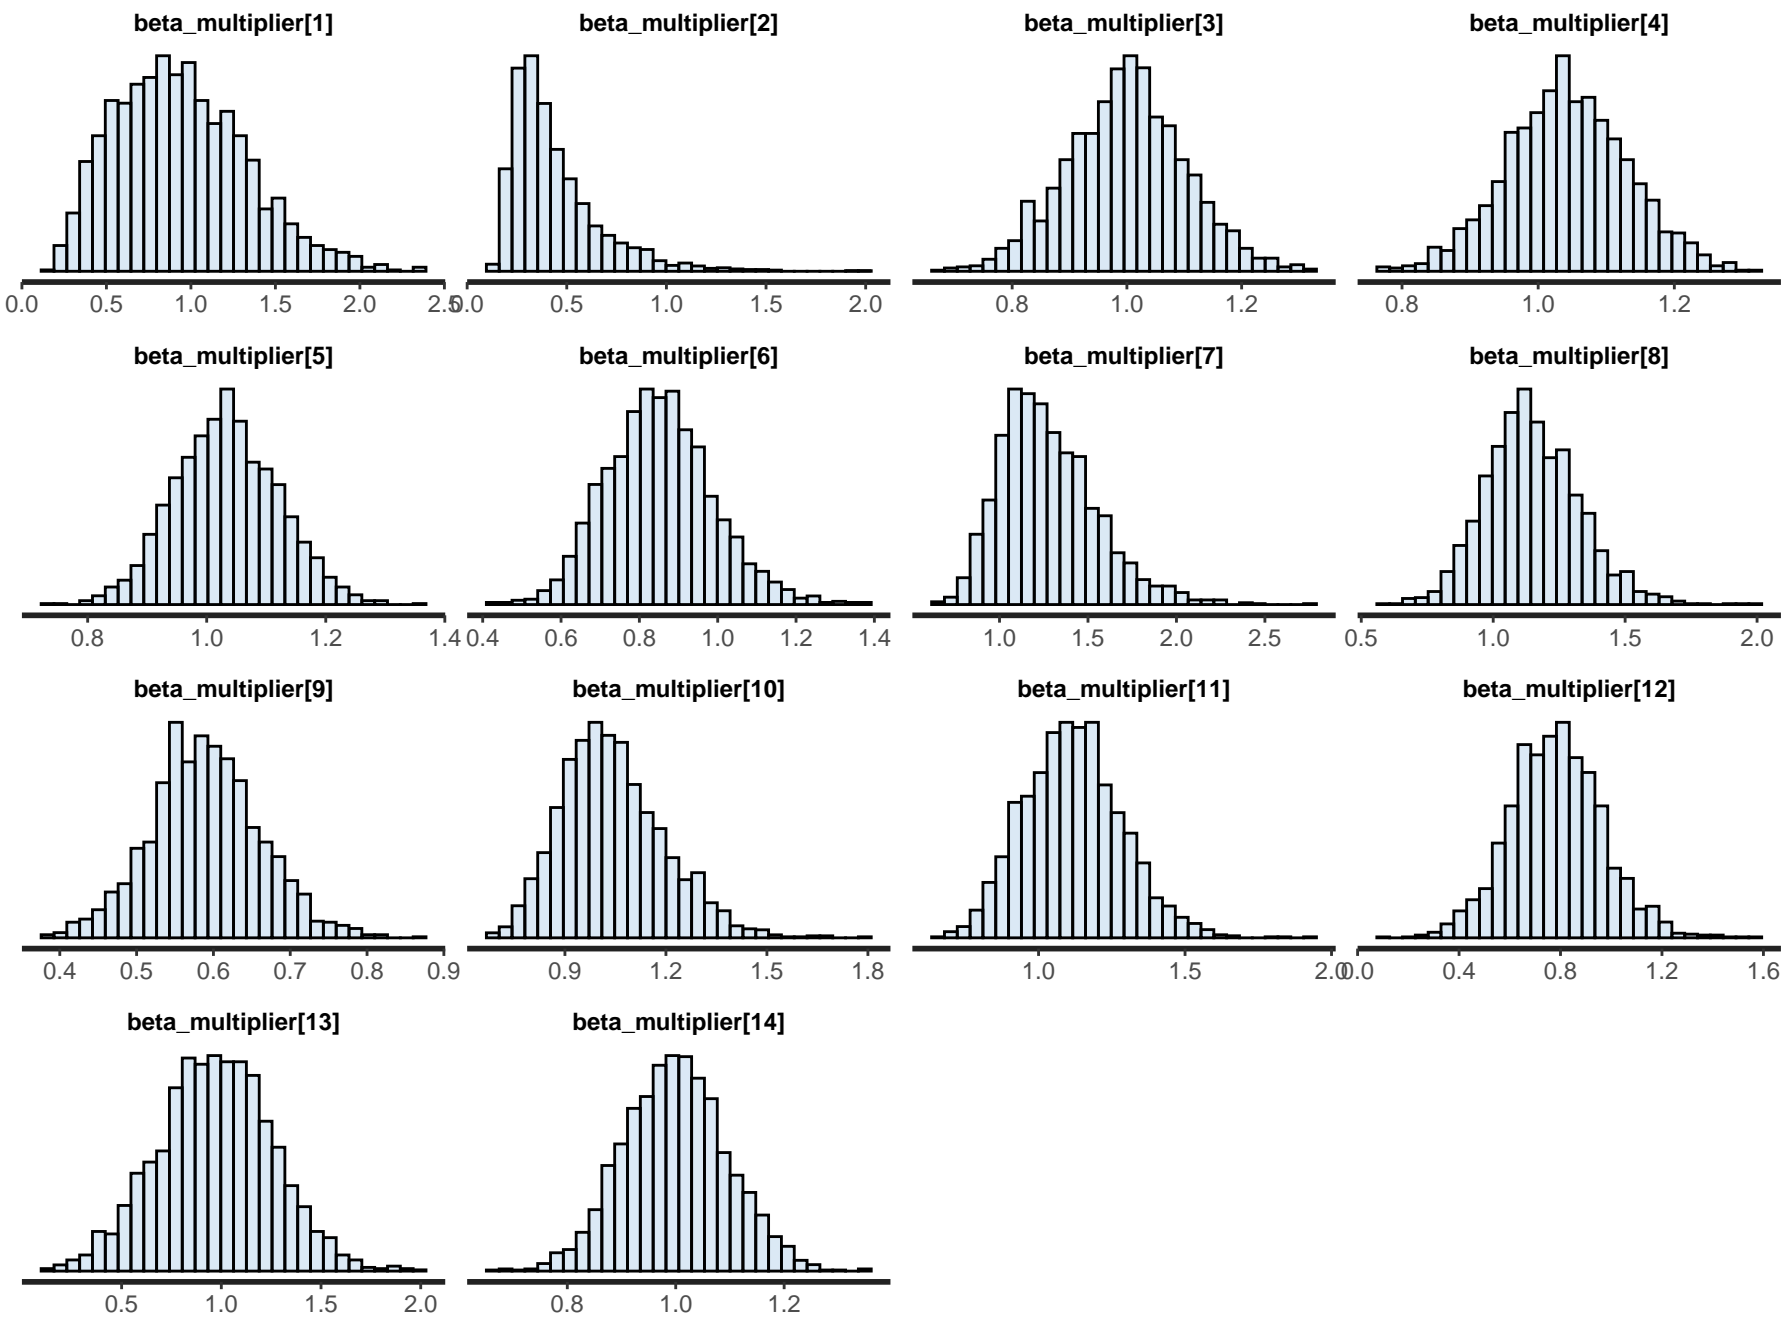 beta_multiplier[1] beta_multiplier[2] beta_multiplier[3] beta_multiplier[4]
0.0 0.5 1.0 1.5 2.0 2.5 0.0 0.5 1.0 1.5 2.0 0.8 1.0 1.2 0.8 1.0 1.2
beta_multiplier[5] beta_multiplier[6] beta_multiplier[7] beta_multiplier[8]
0.8 1.0 1.2 1.4 0.4 0.6 0.8 1.0 1.2 1.4 1.0 1.5 2.0 2.5 0.5 1.0 1.5 2.0
beta_multiplier[9] beta_multiplier[10] beta_multiplier[11] beta_multiplier[12]
0.4 0.5 0.6 0.7 0.8 0.9 0.9 1.2 1.5 1.8 1.0 1.5 2.0 0.0 0.4 0.8 1.2 1.6
beta_multiplier[13] beta_multiplier[14]
0.5 1.0 1.5 2.0 0.8 1.0 1.2